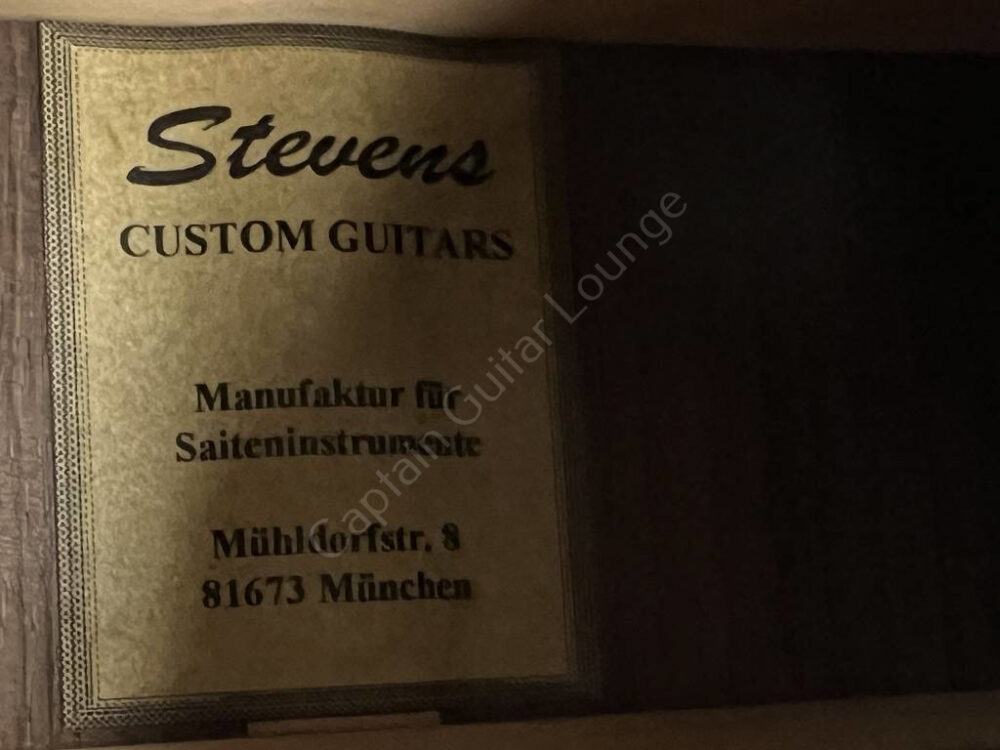 Stevens
CUSTOM GUITARS
Manufaktur für
Saiteninstrumente
Mühldorfstr. 8
81673 München
Captain Guitar Lounge